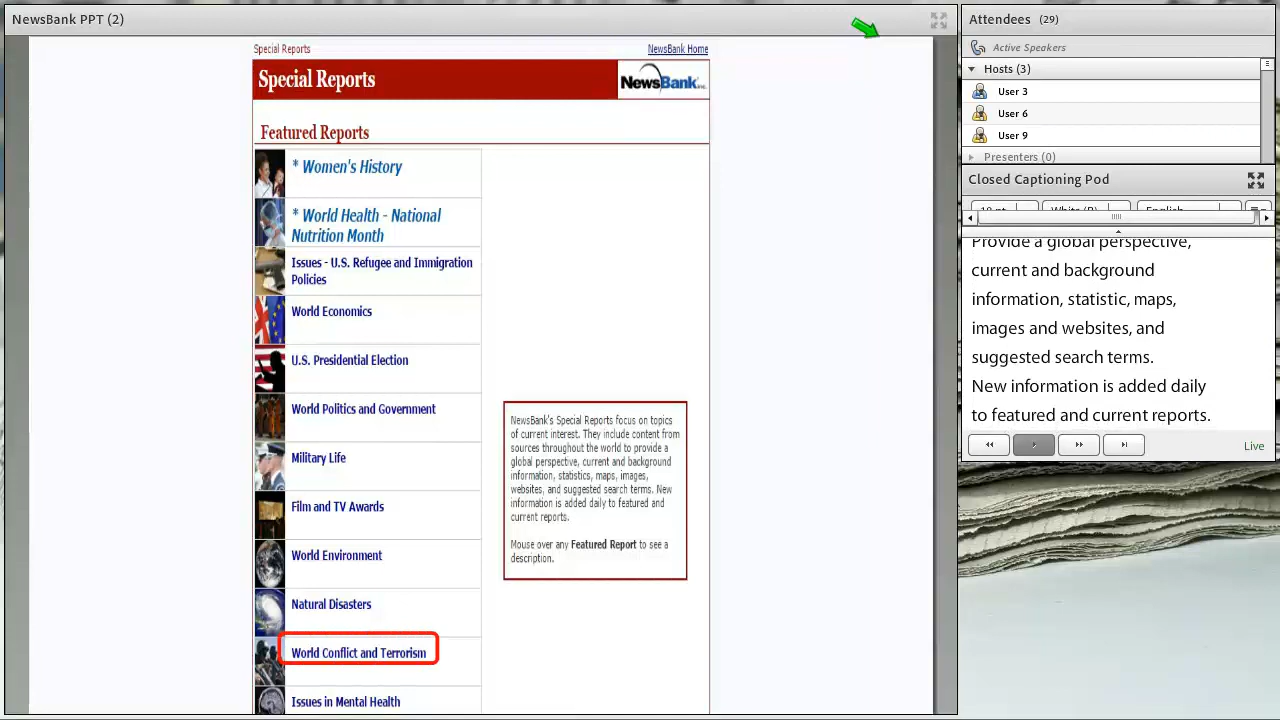 NewsBank PPT (2)
Special Reports
NewsBank Home
Special Reports
NewsBank inc.
Featured Reports
* Women's History
* World Health - National
Nutrition Month
Issues - U.S. Refugee and Immigration
Policies
World Economics
U.S. Presidential Election
World Politics and Government
Military Life
Film and TV Awards
World Environment
Natural Disasters
World Conflict and Terrorism
Issues in Mental Health
NewsBank's Special Reports focus on topics
of current interest. They include content from
sources throughout the world to provide a
global perspective, current and background
information, statistics, maps, images,
websites, and suggested search terms. New
information is added daily to featured and
current reports.
Mouse over any Featured Report to see a
description.
Attendees (29)
Active Speakers
Hosts (3)
User 3
User 6
User 9
Presenters (0)
Closed Captioning Pod
10 pt
White (B)
English
Provide a global perspective,
current and background
information, statistic, maps,
images and websites, and
suggested search terms.
New information is added daily
to featured and current reports.
Live